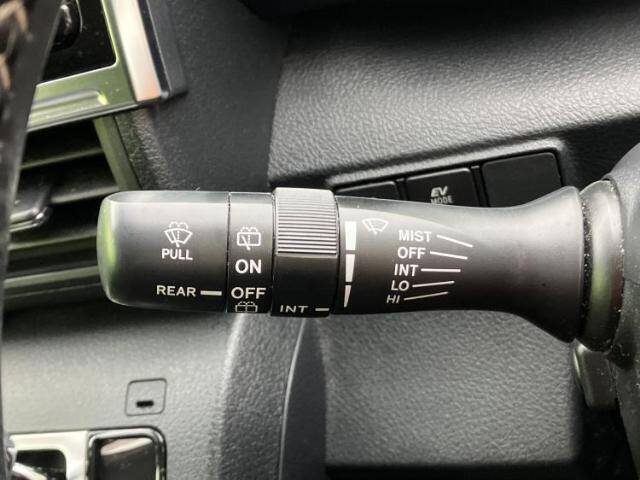 PULL
REAR
ON
OFF
INT
MIST
OFF
INT
LO
HI
EV
MODE